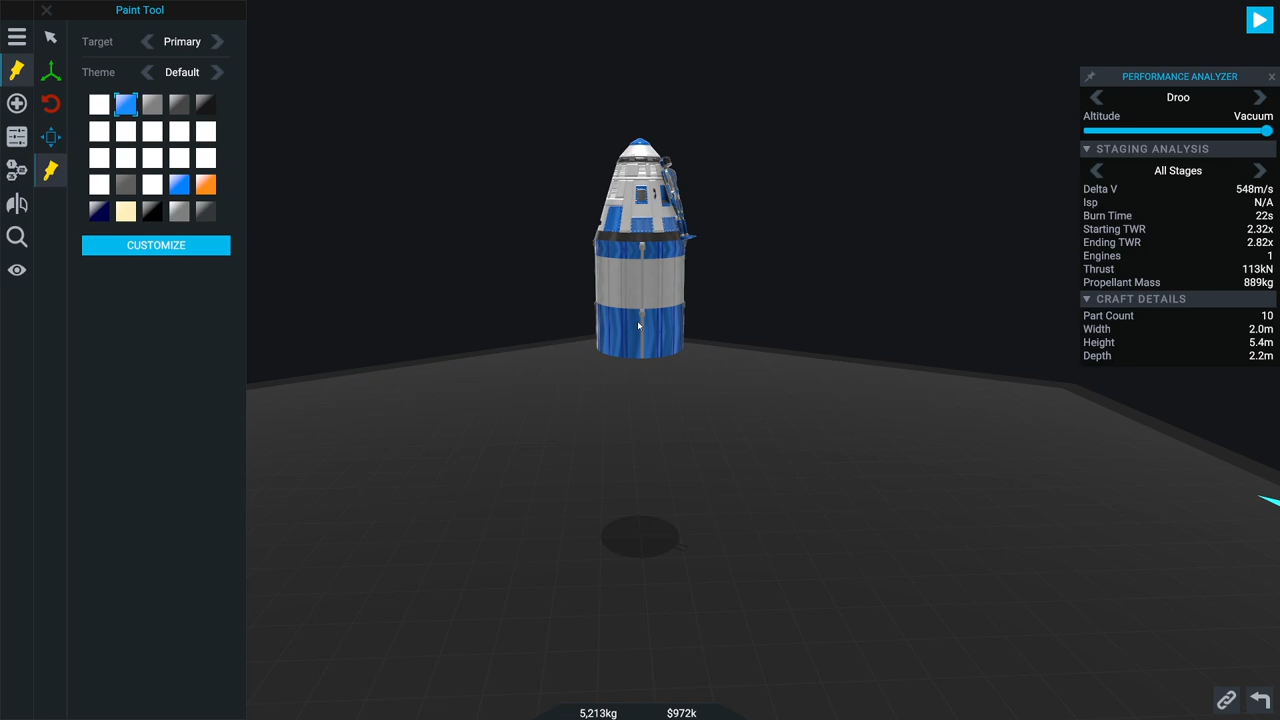 Paint Tool
Target Primary
Theme Default
CUSTOMIZE
PERFORMANCE ANALYZER
Droo
Altitude Vacuum
STAGING ANALYSIS
All Stages
Delta V 548m/s
Isp N/A
Burn Time 22s
Starting TWR 2.32x
Ending TWR 2.82x
Engines 1
Thrust 113kN
Propellant Mass 889kg
CRAFT DETAILS
Part Count 10
Width 2.0m
Height 5.4m
Depth 2.2m
5,213kg $972k